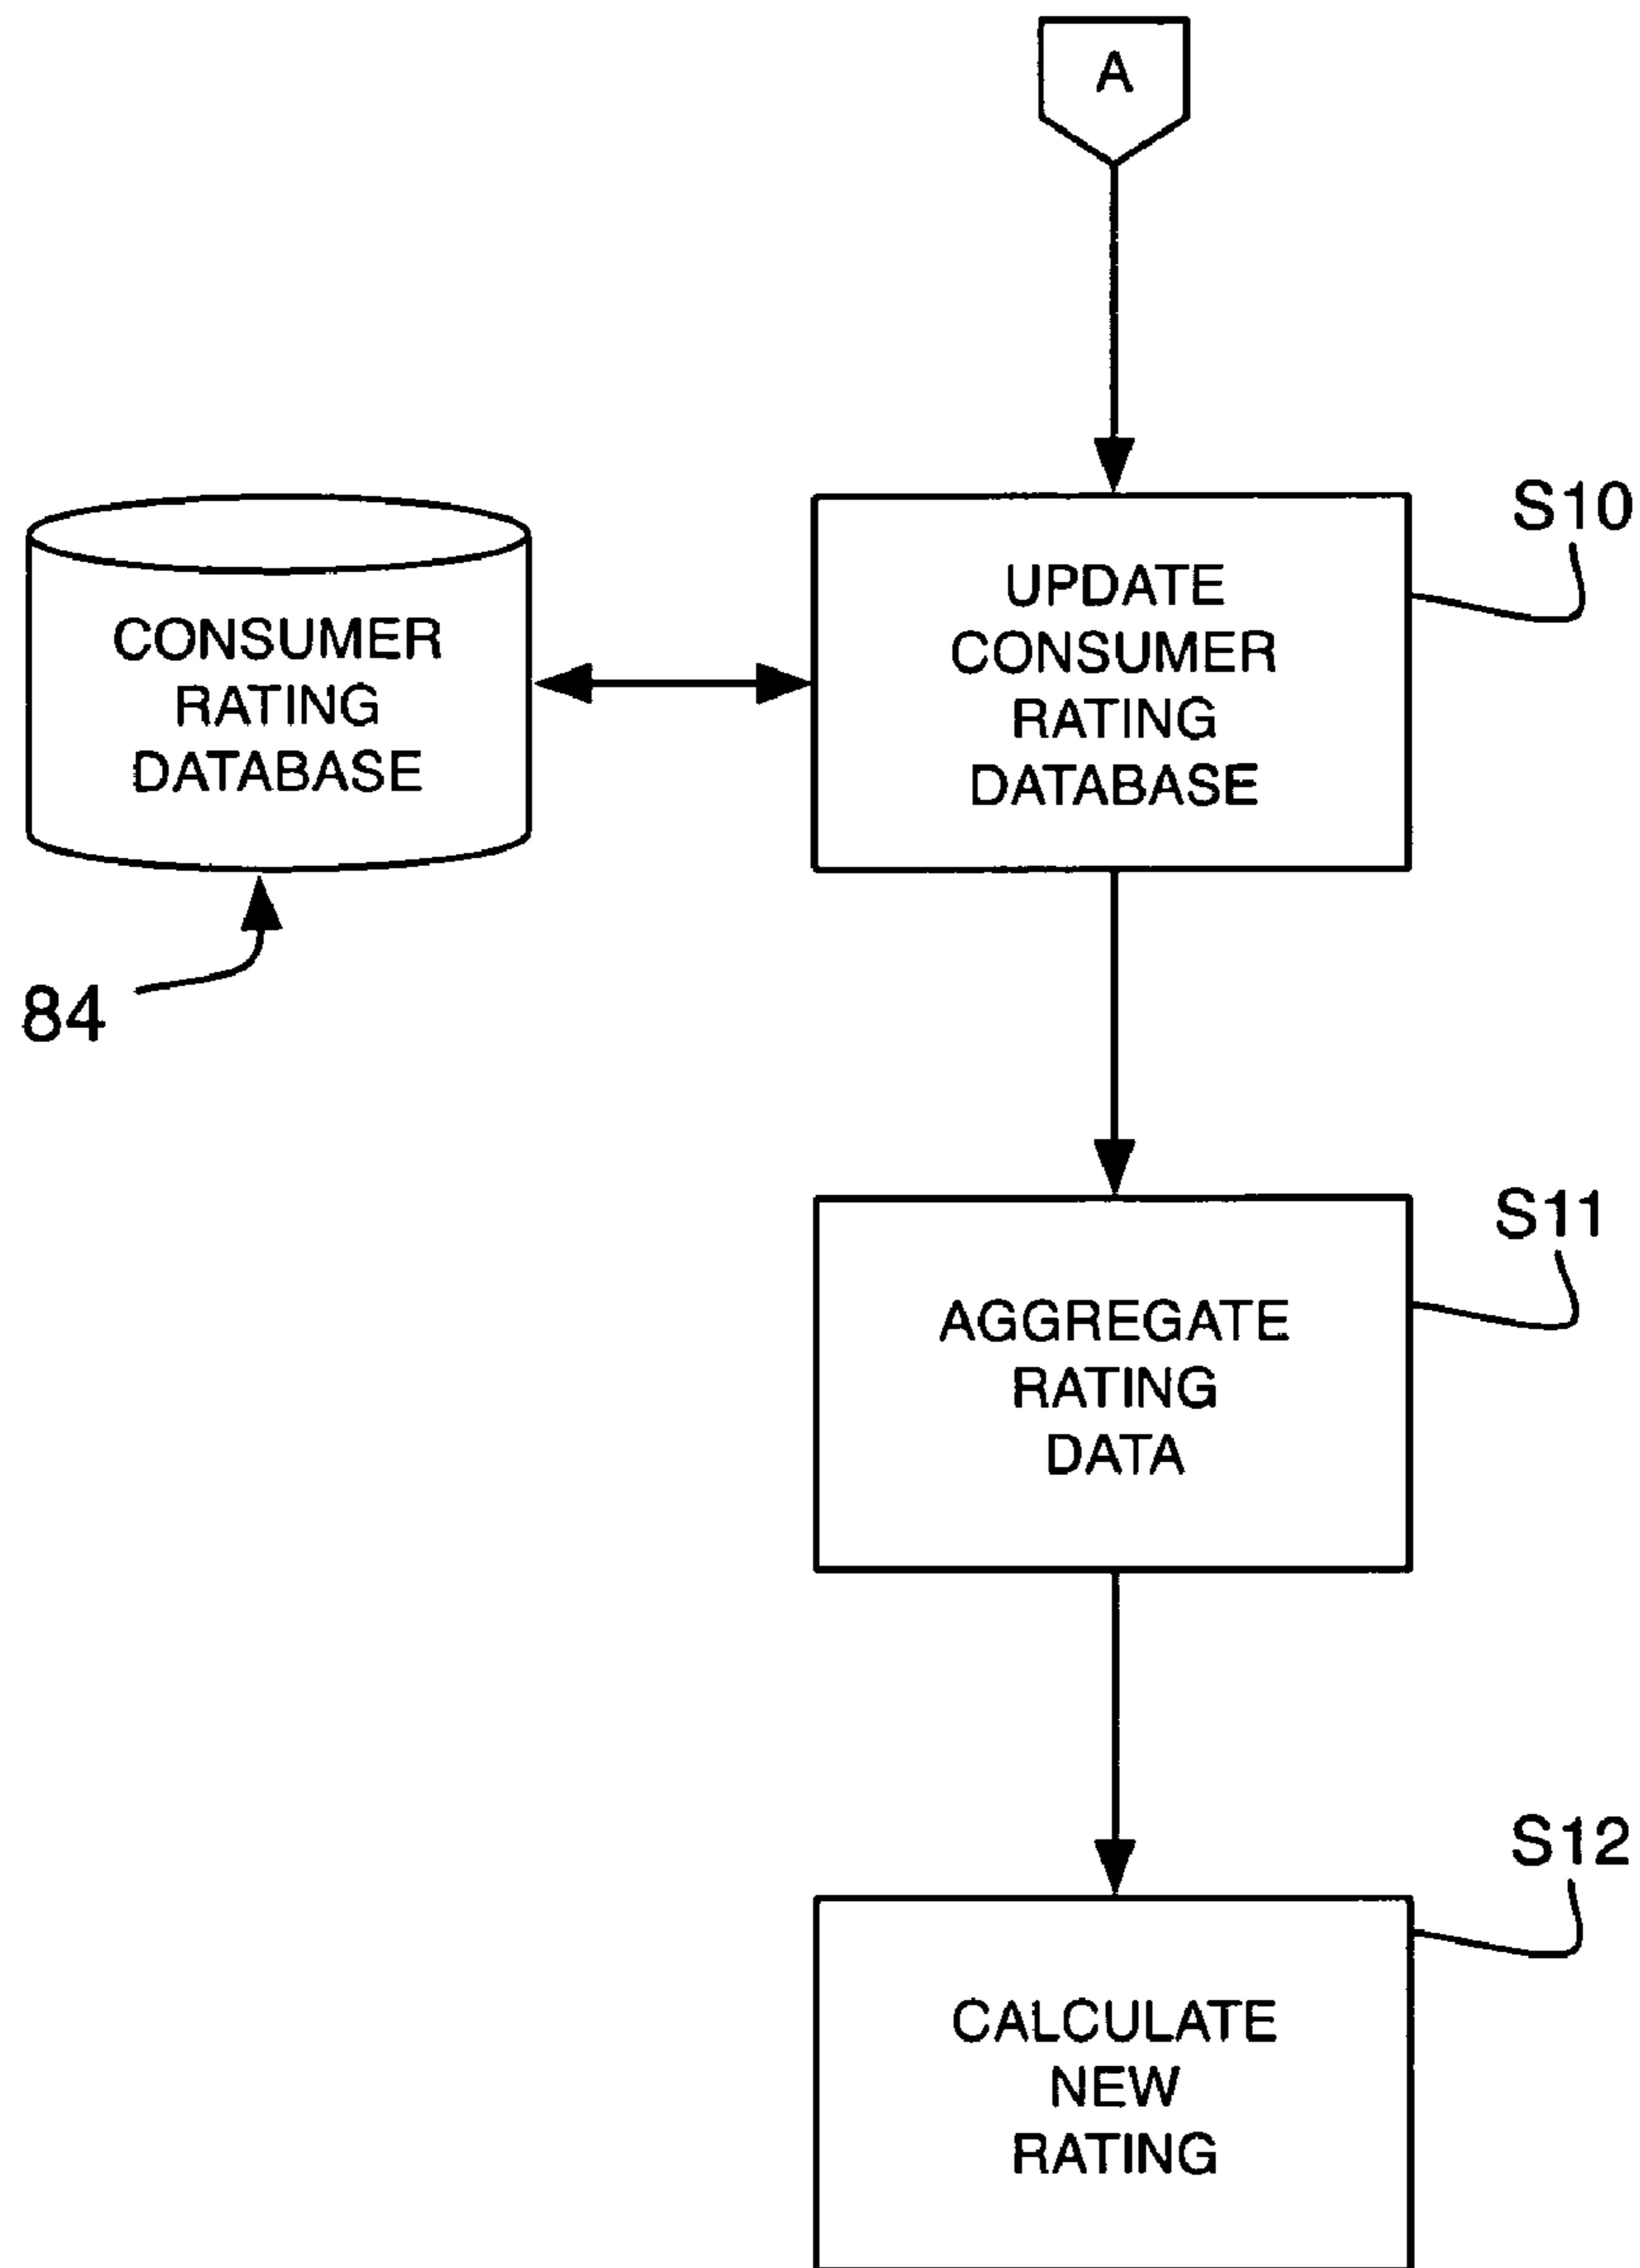 A
S10
UPDATE
CONSUMER
RATING
DATABASE
CONSUMER
RATING
DATABASE
84
S11
AGGREGATE
RATING
DATA
S12
CALCULATE
NEW
RATING